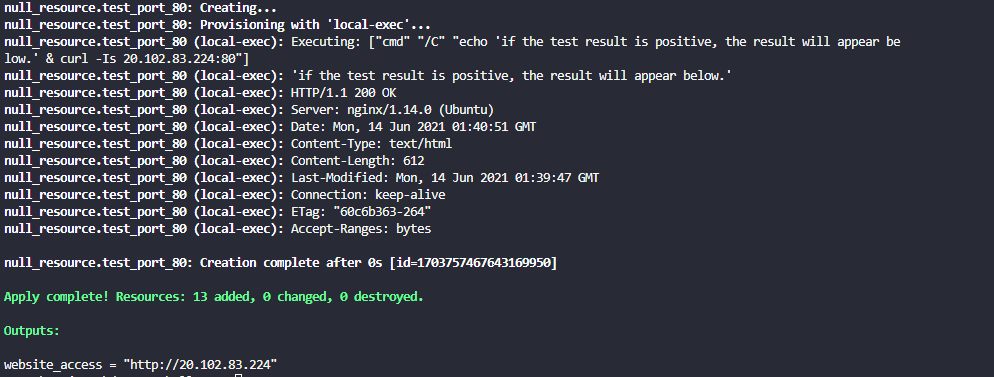 null_resource.test_port_80: Creating...
null_resource.test_port_80: Provisioning with 'local-exec'...
null_resource.test_port_80 (local-exec): Executing: ["cmd" "/C" "echo 'if the test result is positive, the result will appear be
low.' & curl -Is 20.102.83.224:80"]
null_resource.test_port_80 (local-exec): 'if the test result is positive, the result will appear below.'
null_resource.test_port_80 (local-exec): HTTP/1.1 200 OK
null_resource.test_port_80 (local-exec): Server: nginx/1.14.0 (Ubuntu)
null_resource.test_port_80 (local-exec): Date: Mon, 14 Jun 2021 01:40:51 GMT
null_resource.test_port_80 (local-exec): Content-Type: text/html
null_resource.test_port_80 (local-exec): Content-Length: 612
null_resource.test_port_80 (local-exec): Last-Modified: Mon, 14 Jun 2021 01:39:47 GMT
null_resource.test_port_80 (local-exec): Connection: keep-alive
null_resource.test_port_80 (local-exec): ETag: "60c6b363-264"
null_resource.test_port_80 (local-exec): Accept-Ranges: bytes
null_resource.test_port_80: Creation complete after 0s [id=1703757467643169950]
Apply complete! Resources: 13 added, 0 changed, 0 destroyed.
Outputs:
website_access = "http://20.102.83.224"